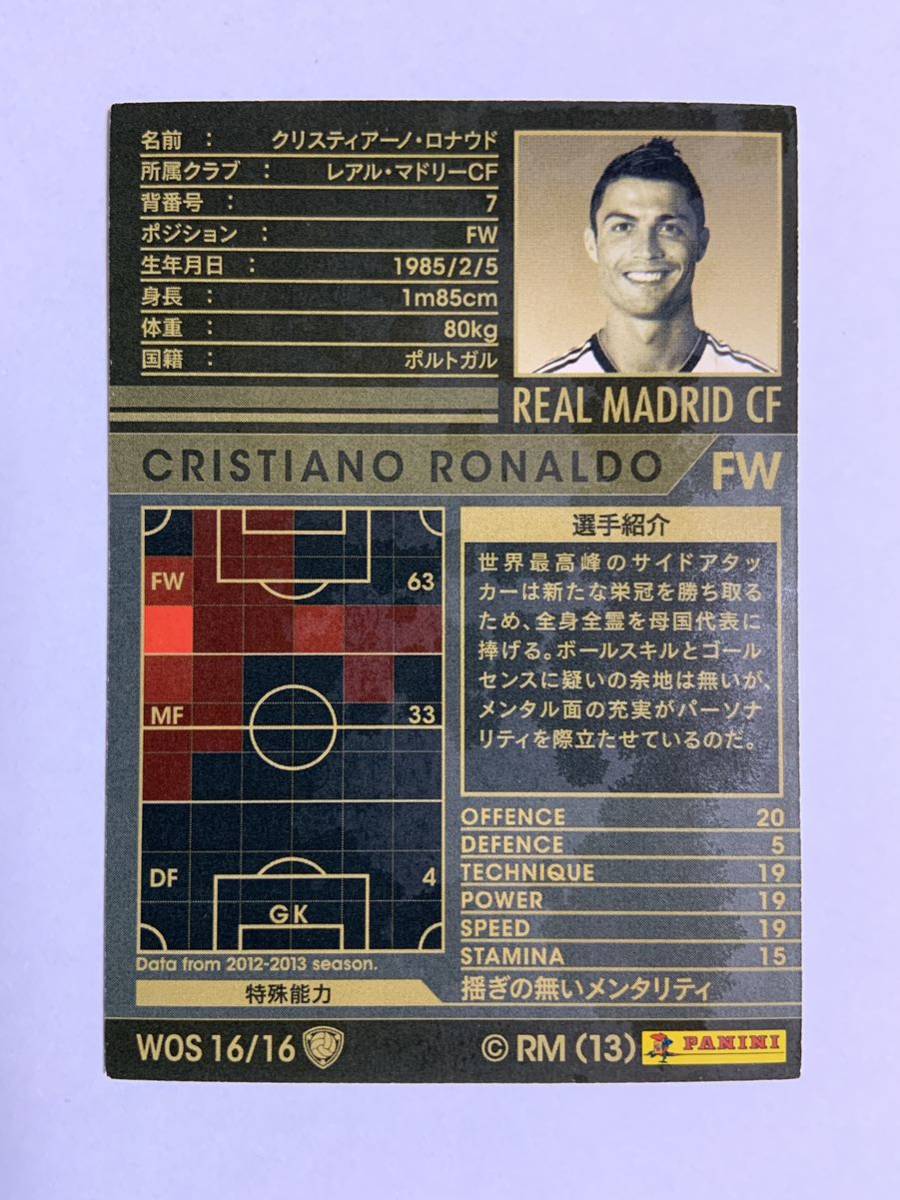 名前 ： クリスティアーノ・ロナウド
所属クラブ ： レアル・マドリーCF
背番号 ： 7
ポジション ： FW
生年月日 ： 1985/2/5
身長 ： 1m85cm
体重 ： 80kg
国籍 ： ポルトガル
REAL MADRID CF
CRISTIANO RONALDO FW
FW 63
MF 33
DF 4
GK
Data from 2012-2013 season.
選手紹介
世界最高峰のサイドアタッ
カーは新たな栄冠を勝ち取る
ため、全身全霊を母国代表に
捧げる。ボールスキルとゴール
センスに疑いの余地は無いが、
メンタル面の充実がパーソナ
リティを際立たせているのだ。
OFFENCE 20
DEFENCE 5
TECHNIQUE 19
POWER 19
SPEED 19
STAMINA 15
特殊能力 揺ぎの無いメンタリティ
WOS 16/16 © RM (13) PANINI